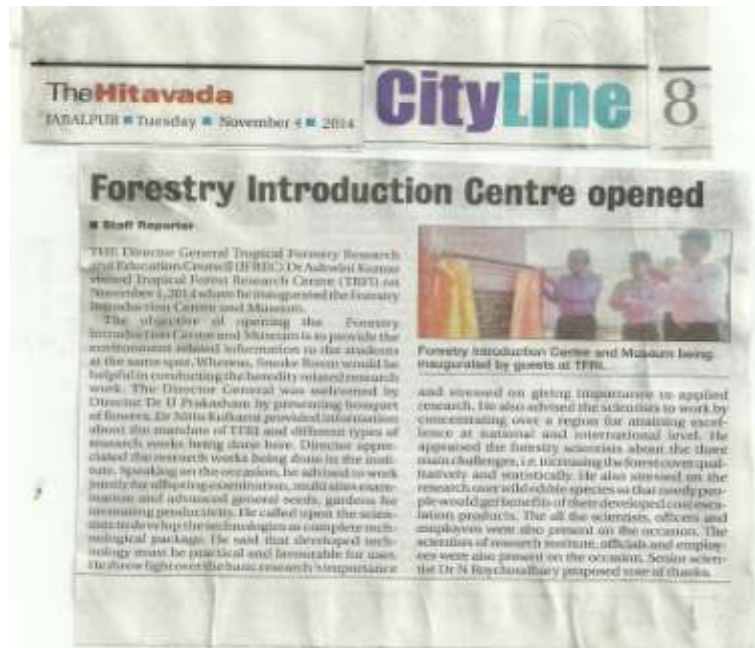 TheHitavada
JABALPUR ■ Tuesday ■ November 4 ■ 2014
CityLine
8
Forestry Introduction Centre opened
■ Staff Reporter
THE Director General Tropical Forestry Research
and Education Council Dr Ashwini Kumar
visited Tropical Forest Research Centre (TFRI) on
November 1, 2014 where he inaugurated the Forestry
Introduction Centre and Museum.
The objective of opening the Forestry
Introduction Centre and Museum is to provide the
environment related information to the students
at the same spot. Whereas, Smoke Room would be
helpful in conducting the heredity related research
work. The Director General was welcomed by
Director Dr U Prakasham by presenting bouquet
of flowers. Dr Nitin Kulkarni provided information
about the mandate of TFRI and different types of
research works being done here. Director appre-
ciated the research works being done in the insti-
tute. Speaking on the occasion, he advised to work
for offspring examination, exam-
ination and advanced general seeds, gardens for
increasing productivity. He called upon the scien-
tists to develop the technologies as complete tech-
nological package. He said that developed tech-
nology must be practical and favourable for uses.
He throw light over the basic research's importance
Forestry Introduction Centre and Museum being
inaugurated by guests at TFRI.
and stressed on giving importance to applied
research. He also advised the scientists to work by
concentrating over a region for attaining excel-
lence at national and international level. He
appraised the forestry scientists about the three
main challenges, i.e. increasing the forest cover qual-
itatively and statistically. He also stressed on the
research over wild edible species so that needy peo-
ple would get benefits of their developed
products. The all the scientists, officers and
employees were also present on the occasion. The
scientists of research institute, officials and employ-
ees were also present on the occasion. Senior scien-
tist Dr N Roychoudhary proposed vote of thanks.